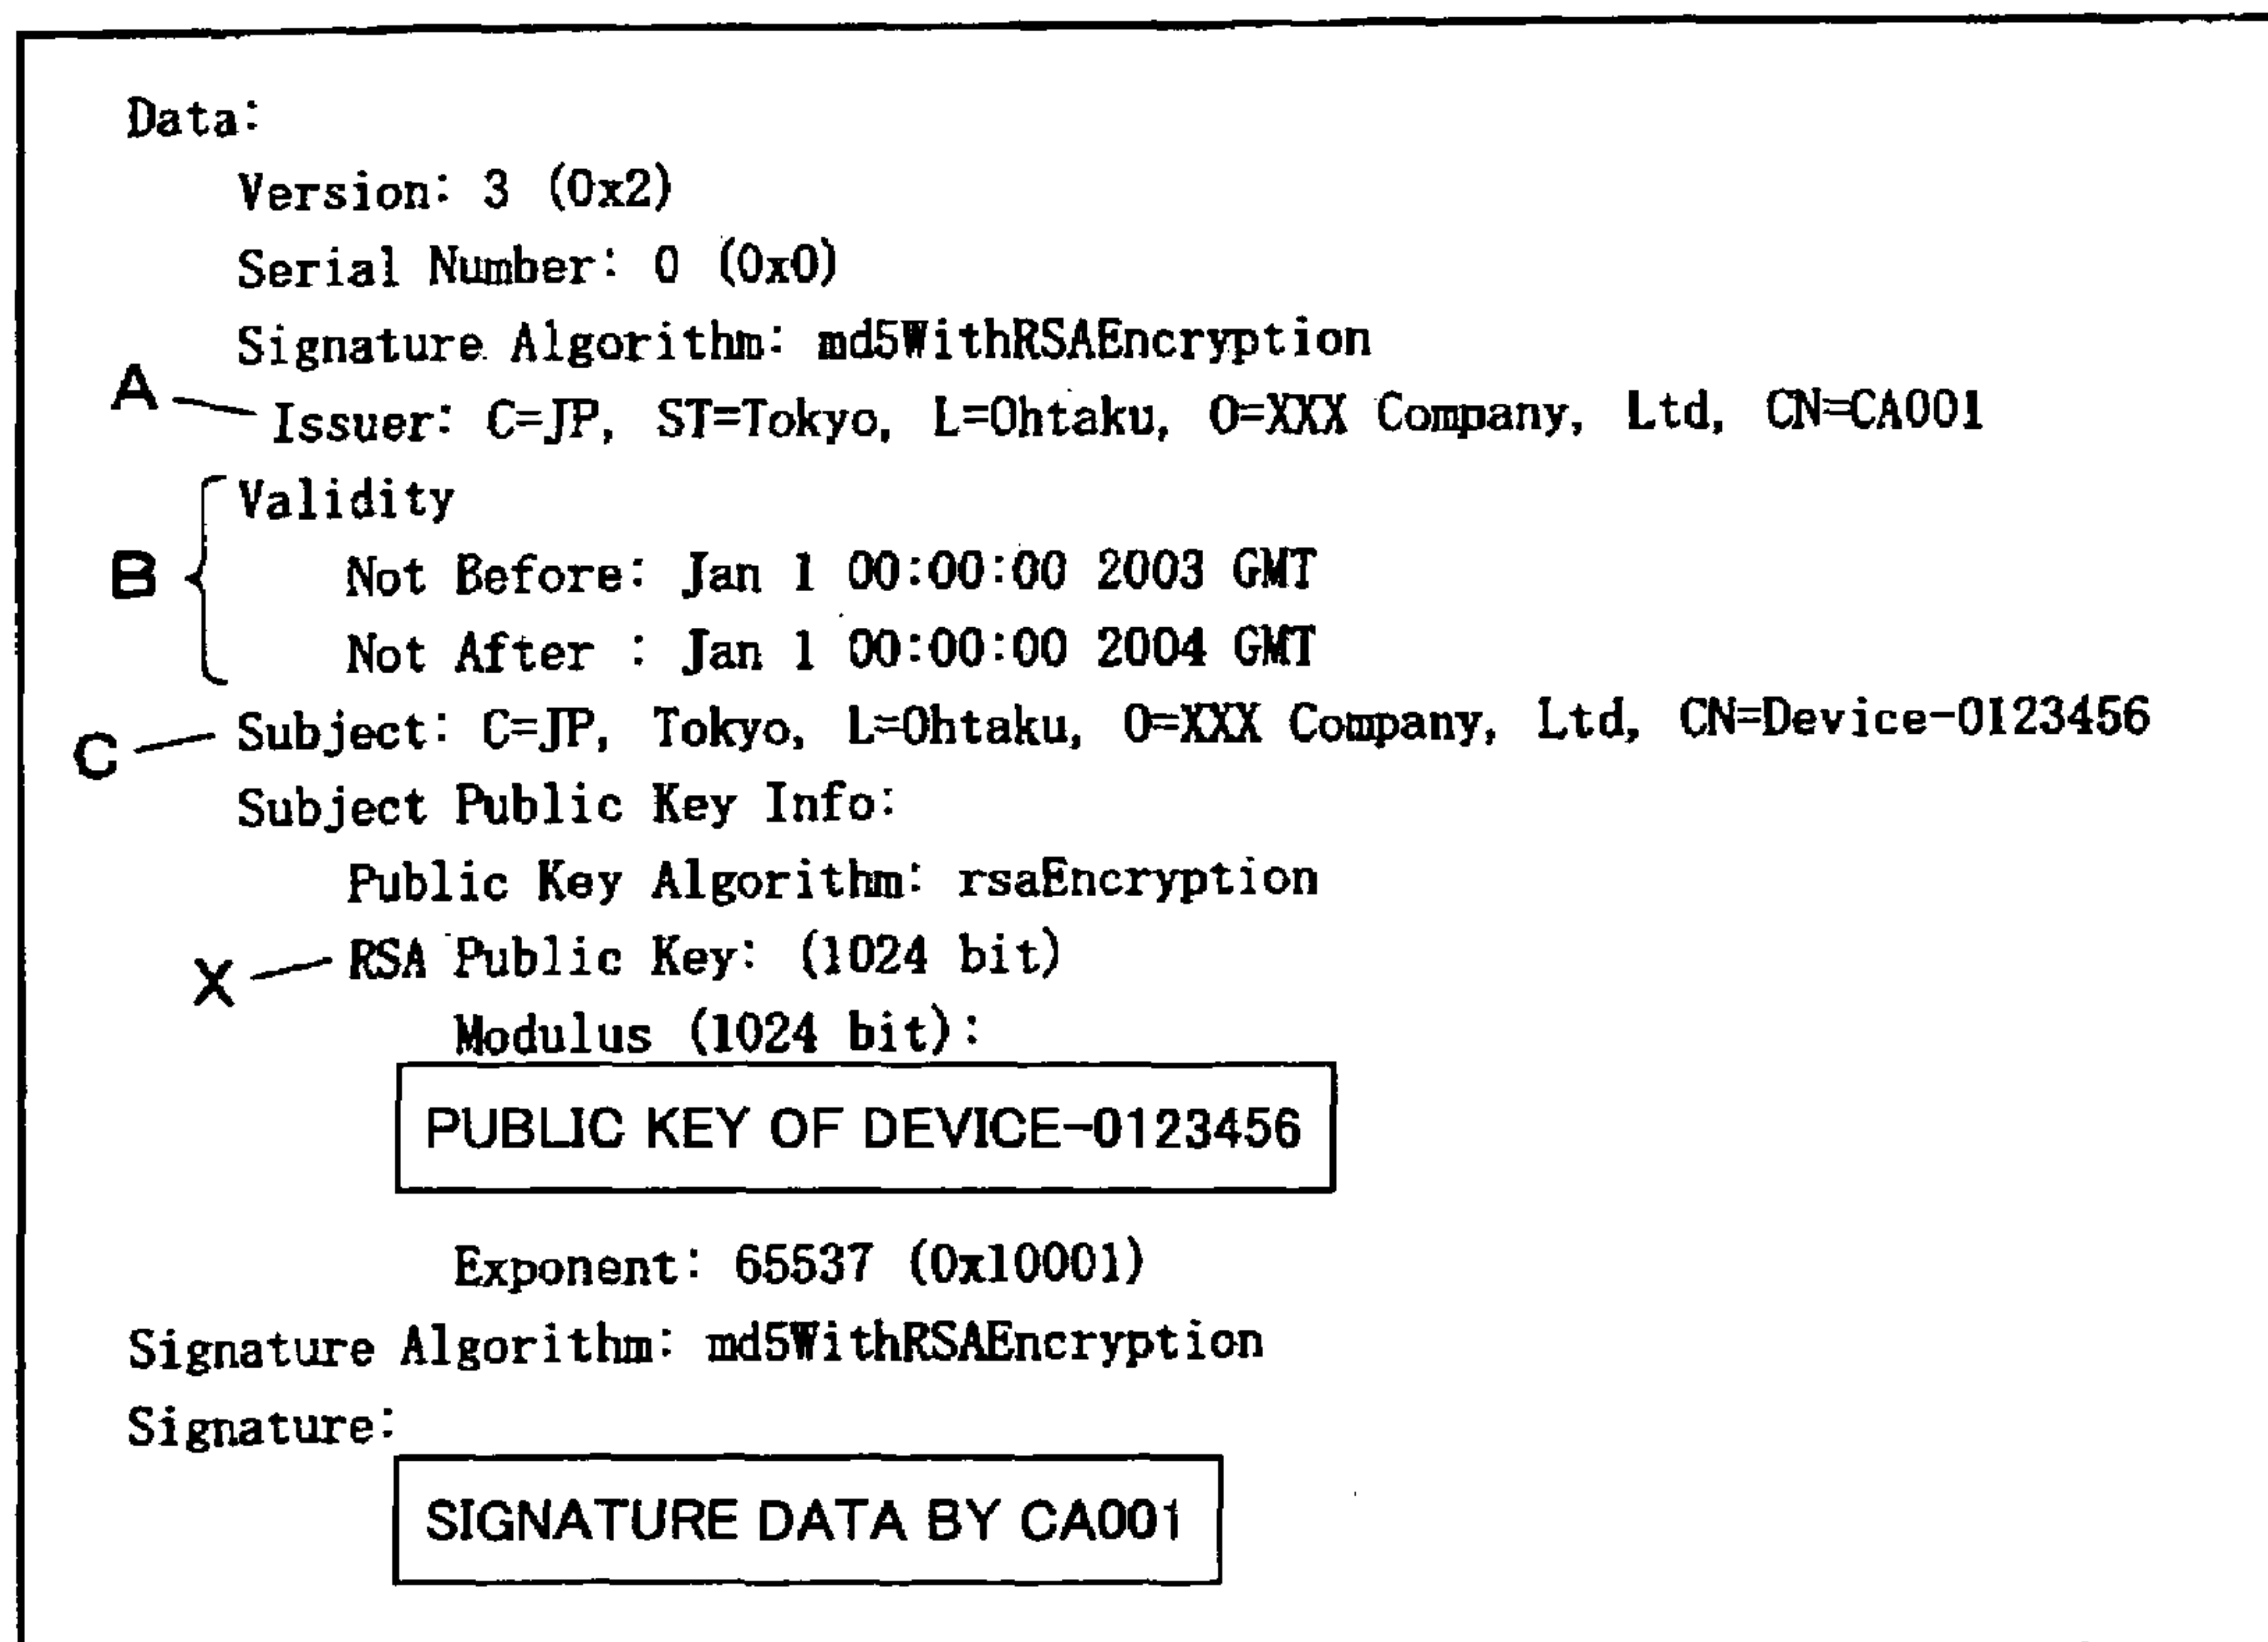 Data:
Version: 3 (0x2)
Serial Number: 0 (0x0)
Signature Algorithm: md5WithRSAEncryption
A Issuer: C=JP, ST=Tokyo, L=Ohtaku, O=XXX Company, Ltd, CN=CA001
Validity
B Not Before: Jan 1 00:00:00 2003 GMT
Not After : Jan 1 00:00:00 2004 GMT
C Subject: C=JP, Tokyo, L=Ohtaku, O=XXX Company, Ltd, CN=Device-0123456
Subject Public Key Info:
Public Key Algorithm: rsaEncryption
X RSA Public Key: (1024 bit)
Modulus (1024 bit):
PUBLIC KEY OF DEVICE-0123456
Exponent: 65537 (0x10001)
Signature Algorithm: md5WithRSAEncryption
Signature:
SIGNATURE DATA BY CA001